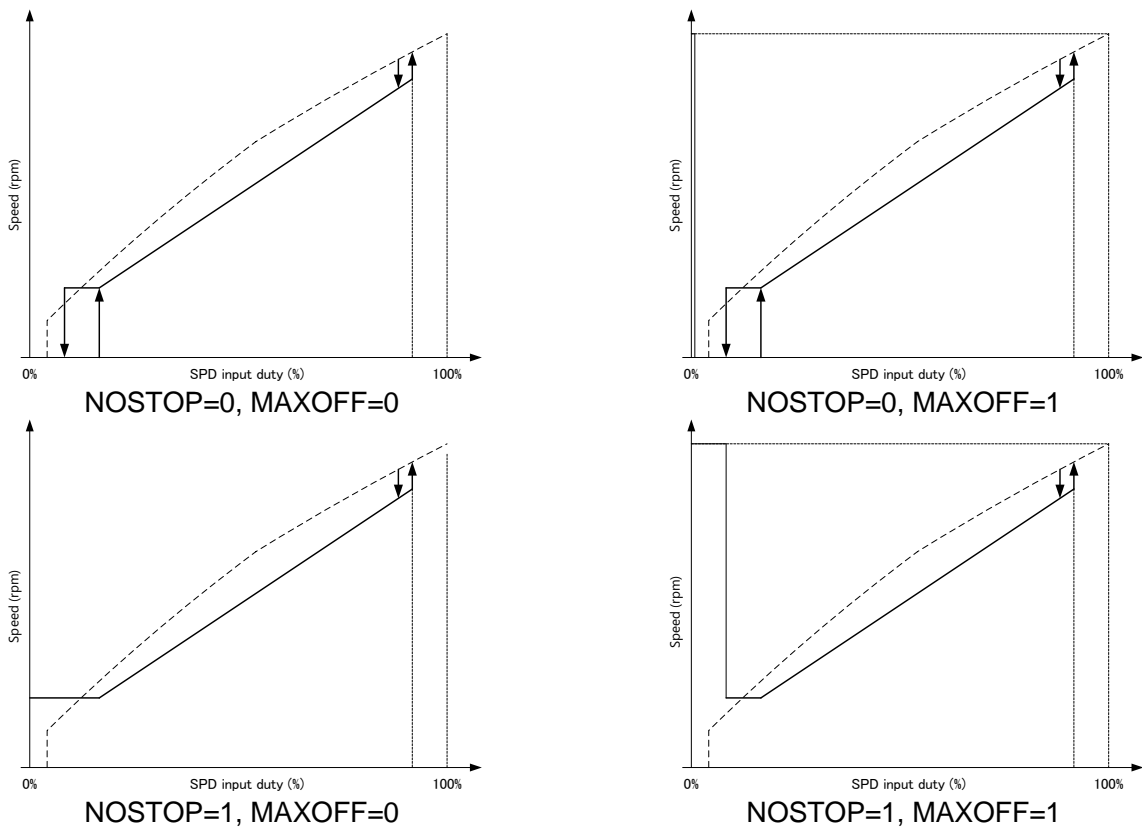 Speed (rpm)
0%
SPD input duty (%)
100%
NOSTOP=0, MAXOFF=0
Speed (rpm)
0%
SPD input duty (%)
100%
NOSTOP=0, MAXOFF=1
Speed (rpm)
0%
SPD input duty (%)
100%
NOSTOP=1, MAXOFF=0
Speed (rpm)
0%
SPD input duty (%)
100%
NOSTOP=1, MAXOFF=1